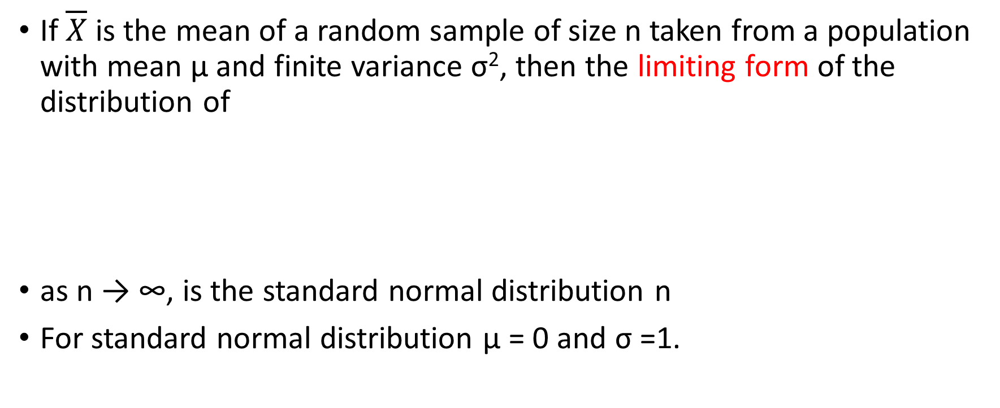 • If X̅ is the mean of a random sample of size n taken from a population
with mean μ and finite variance σ², then the limiting form of the
distribution of
• as n → ∞, is the standard normal distribution n
• For standard normal distribution μ = 0 and σ =1.